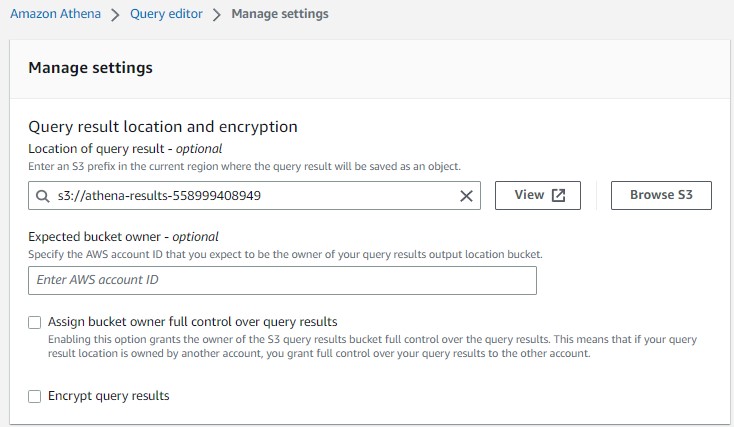 Amazon Athena > Query editor > Manage settings
Manage settings
Query result location and encryption
Location of query result - optional
Enter an S3 prefix in the current region where the query result will be saved as an object.
s3://athena-results-558999408949
View
Browse S3
Expected bucket owner - optional
Specify the AWS account ID that you expect to be the owner of your query results output location bucket.
Enter AWS account ID
Assign bucket owner full control over query results
Enabling this option grants the owner of the S3 query results bucket full control over the query results. This means that if your query
result location is owned by another account, you grant full control over your query results to the other account.
Encrypt query results